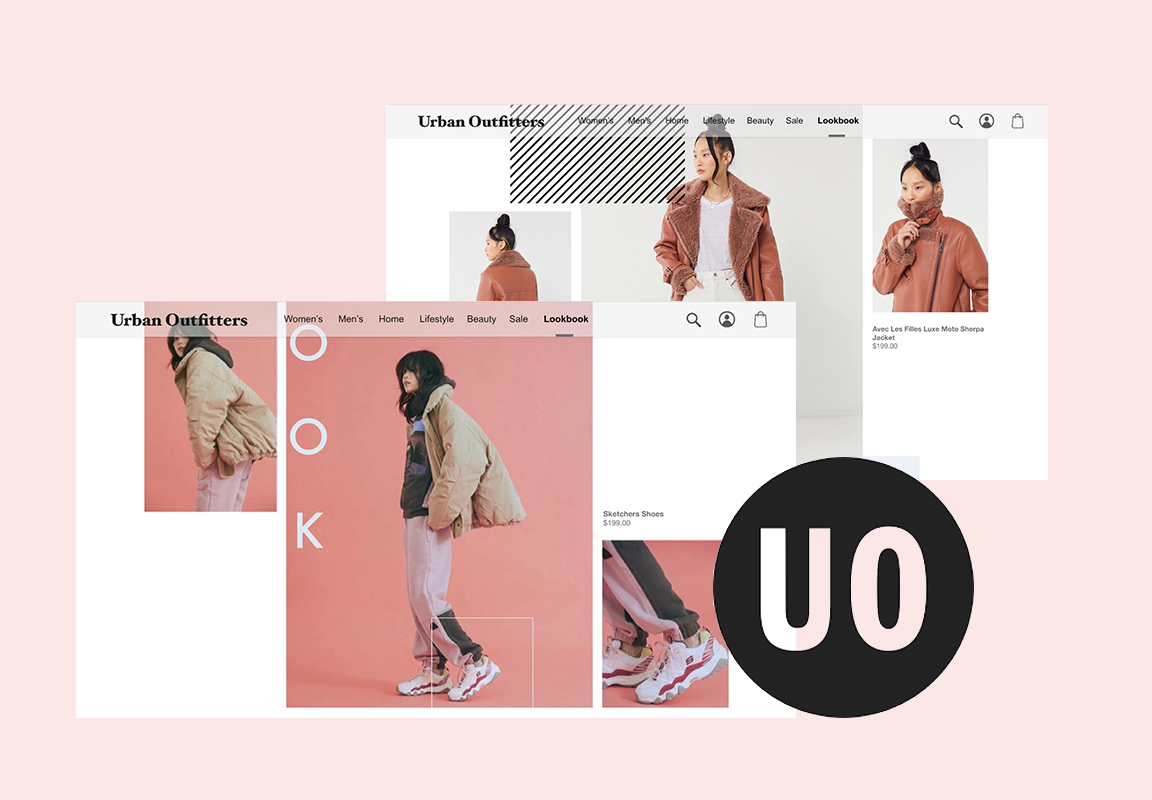 Urban Outfitters Women's Men's Home Lifestyle Beauty Sale Lookbook
Avec Les Filles Luxe Moto Sherpa
Jacket
$199.00
Urban Outfitters Women's Men's Home Lifestyle Beauty Sale Lookbook
O
O
K
Sketchers Shoes
$199.00
UO